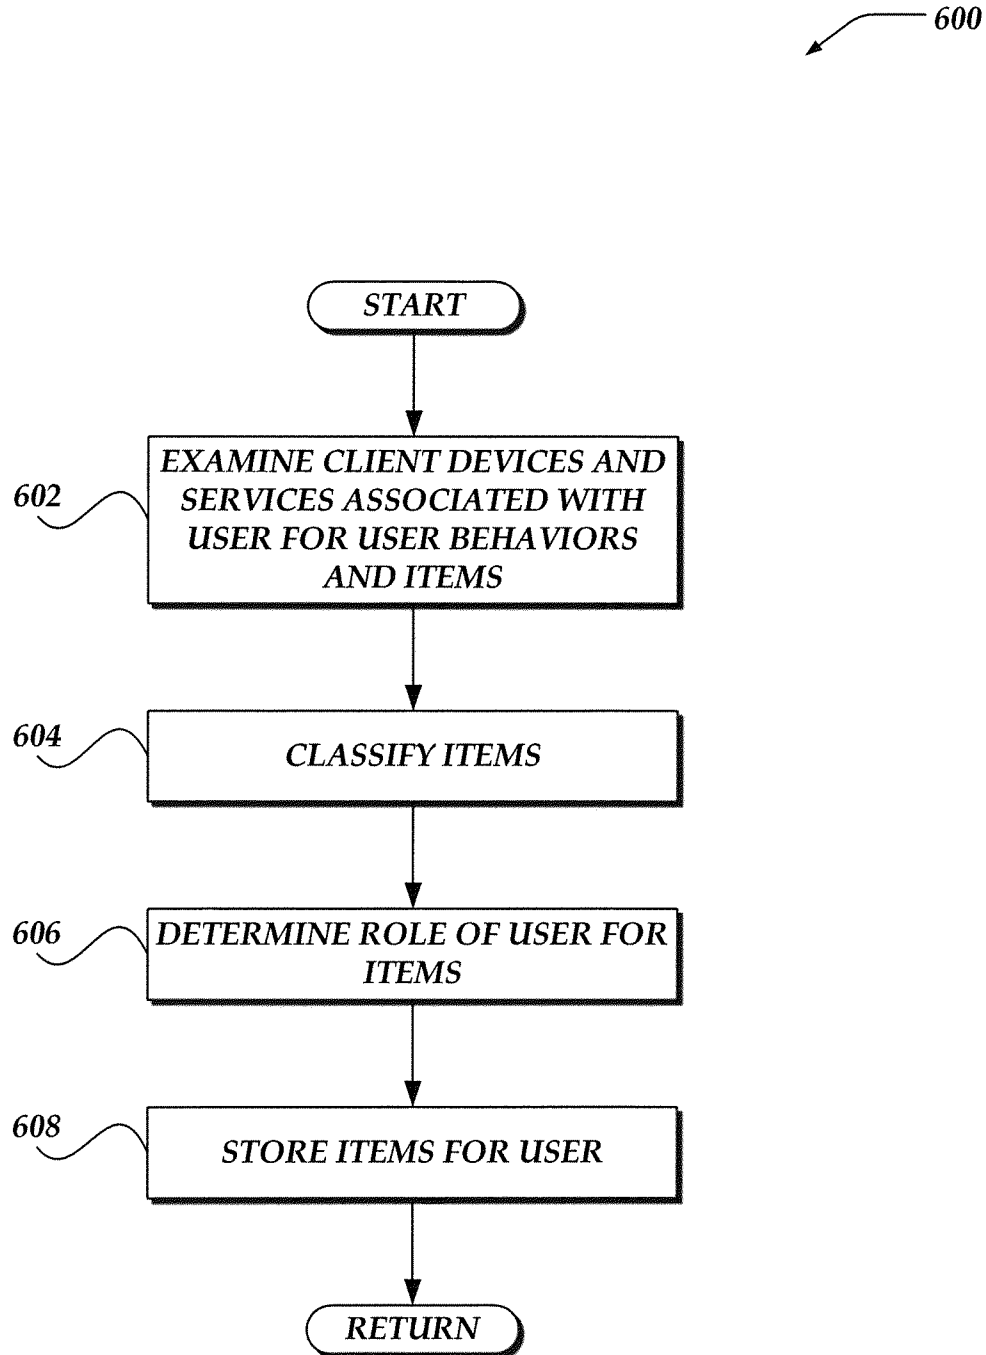 600
START
602
EXAMINE CLIENT DEVICES AND
SERVICES ASSOCIATED WITH
USER FOR USER BEHAVIORS
AND ITEMS
604
CLASSIFY ITEMS
606
DETERMINE ROLE OF USER FOR
ITEMS
608
STORE ITEMS FOR USER
RETURN